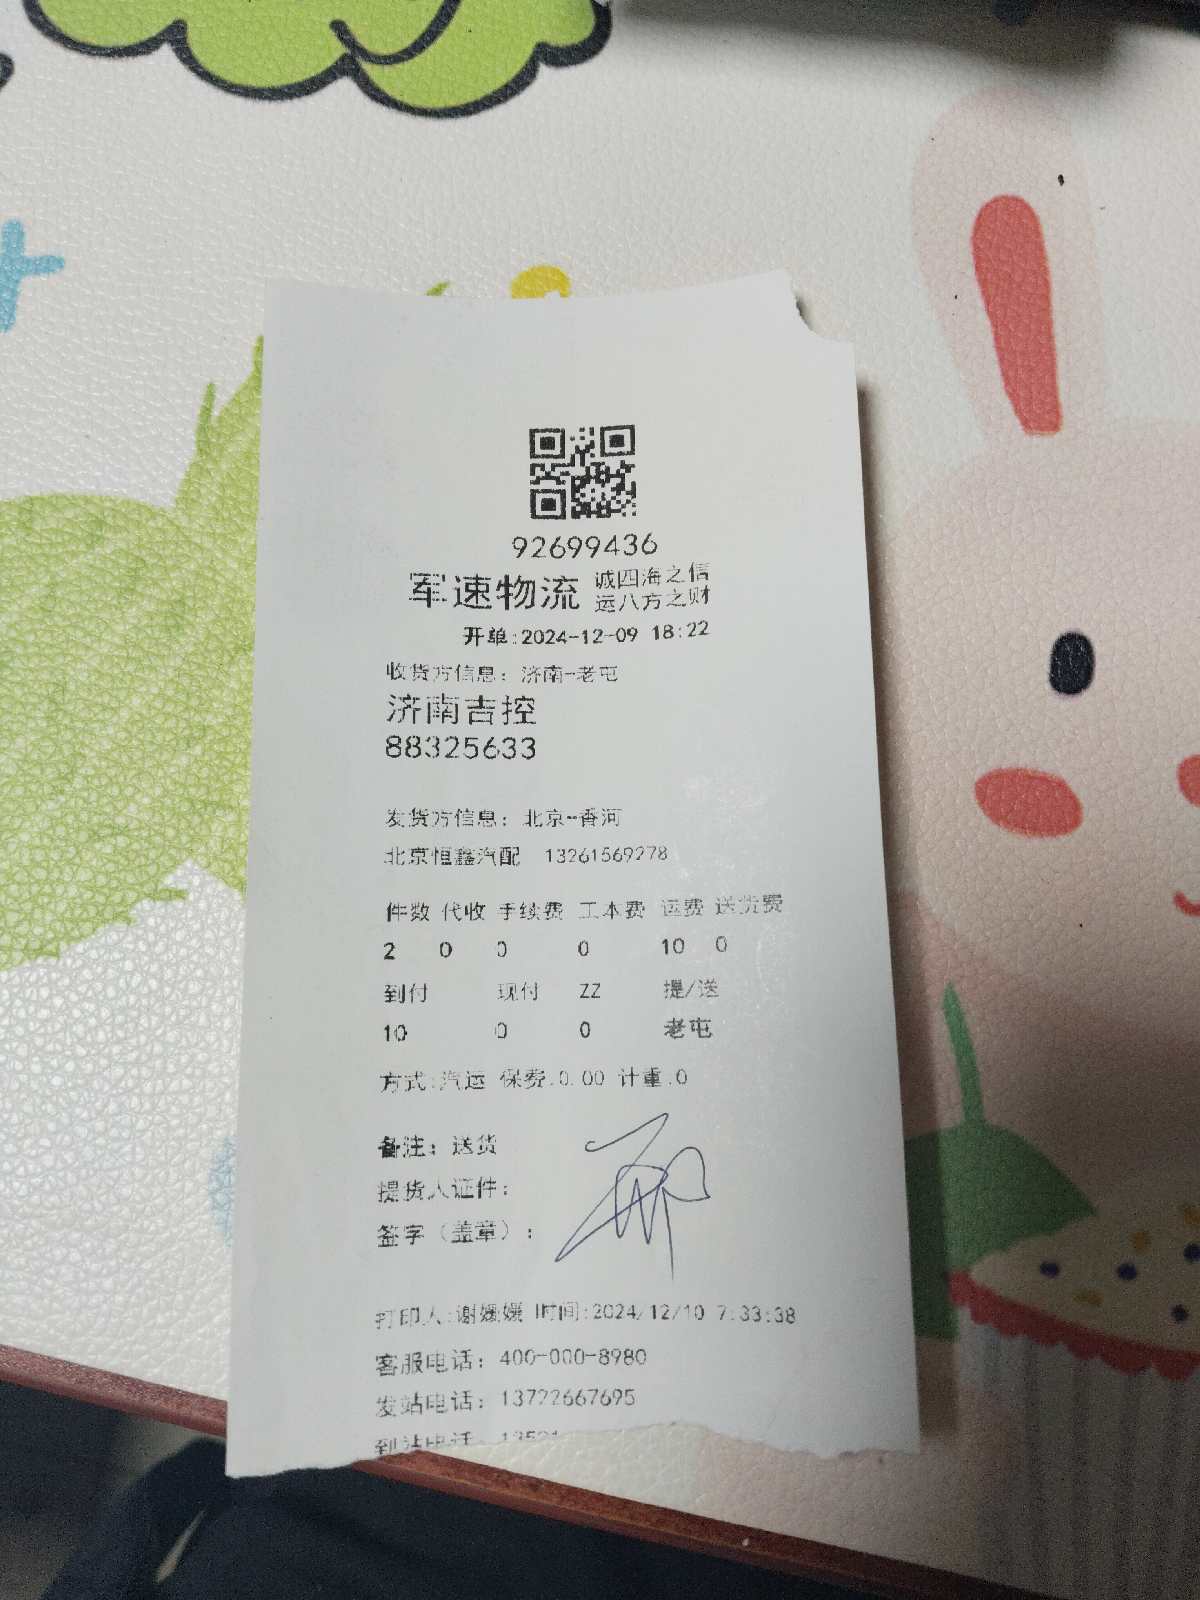 92699436
军速物流 诚四海之信
运八方之财
开单:2024-12-09 18:22
收货方信息: 济南-老屯
济南吉控
88325633
发货方信息: 北京-香河
北京恒鑫汽配 13261569278
件数 代收 手续费 工本费 运费 送货费
2 0 0 0 10 0
到付 现付 ZZ 提/送
10 0 0 老屯
方式:汽运 保费:0.00 计重:0
备注: 送货
提货人证件:
签字（盖章）:
打印人:谢媛媛 时间:2024/12/10 7:33:38
客服电话: 400-000-8980
发站电话: 13722667695
到站电话: